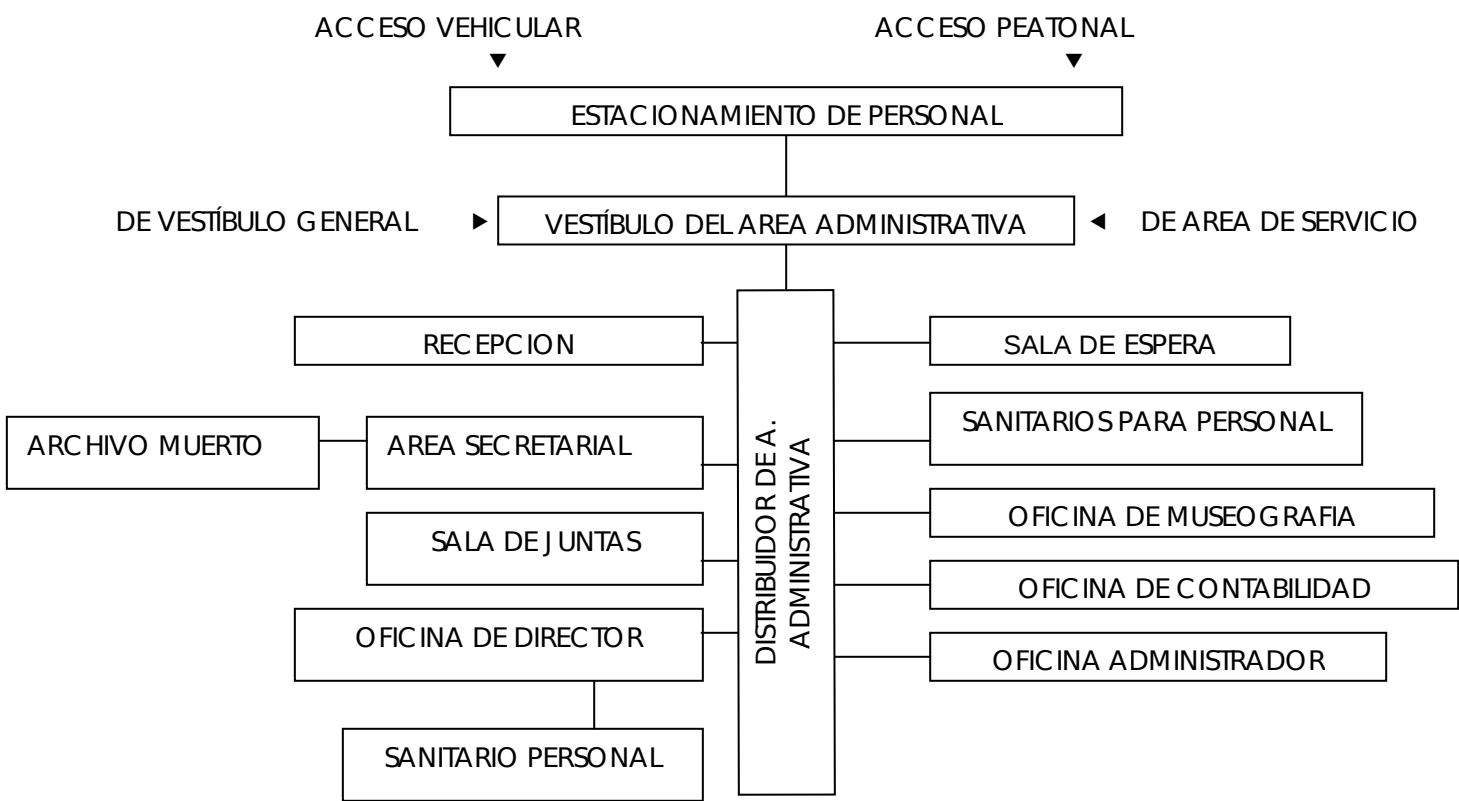 ACCESO VEHICULAR
ACCESO PEATONAL
ESTACIONAMIENTO DE PERSONAL
DE VESTÍBULO GENERAL
VESTÍBULO DEL AREA ADMINISTRATIVA
DE AREA DE SERVICIO
RECEPCION
SALA DE ESPERA
ARCHIVO MUERTO
AREA SECRETARIAL
SANITARIOS PARA PERSONAL
DISTRIBUIDOR DE A.
ADMINISTRATIVA
SALA DE JUNTAS
OFICINA DE MUSEOGRAFIA
OFICINA DE CONTABILIDAD
OFICINA DE DIRECTOR
OFICINA ADMINISTRADOR
SANITARIO PERSONAL